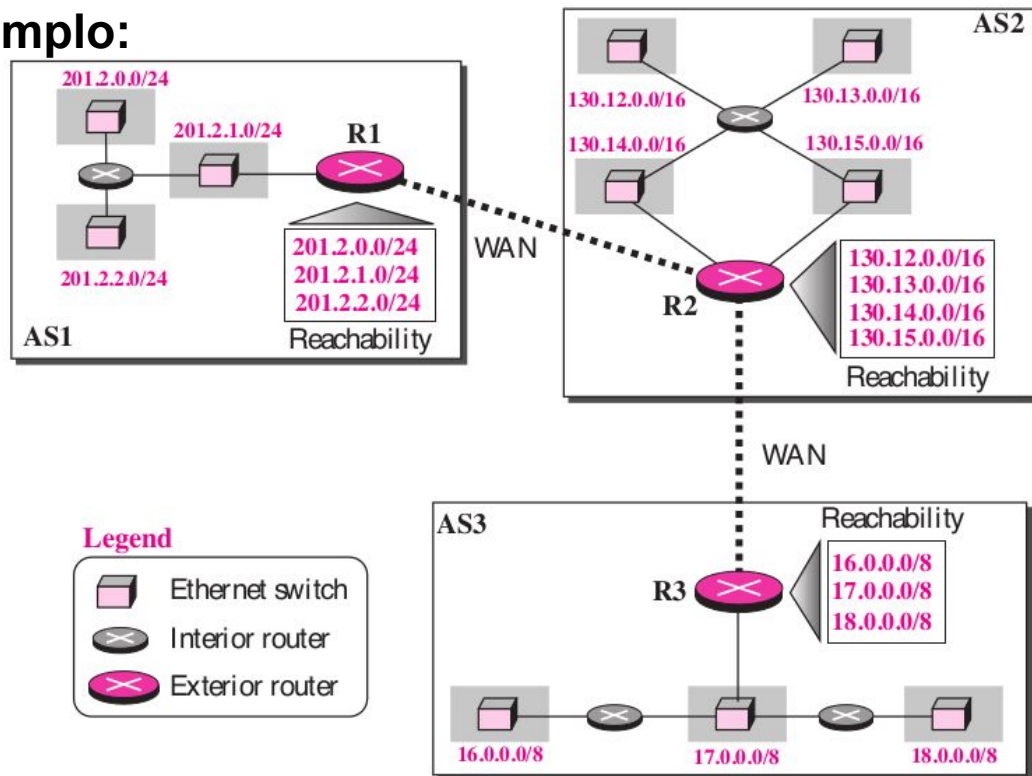 mplo:
201.2.0.0/24
201.2.1.0/24
R1
201.2.2.0/24
201.2.0.0/24
201.2.1.0/24
201.2.2.0/24
Reachability
AS1
WAN
AS2
130.12.0.0/16
130.13.0.0/16
130.14.0.0/16
130.15.0.0/16
R2
130.12.0.0/16
130.13.0.0/16
130.14.0.0/16
130.15.0.0/16
Reachability
WAN
Legend
Ethernet switch
Interior router
Exterior router
AS3
Reachability
R3
16.0.0.0/8
17.0.0.0/8
18.0.0.0/8
16.0.0.0/8
17.0.0.0/8
18.0.0.0/8